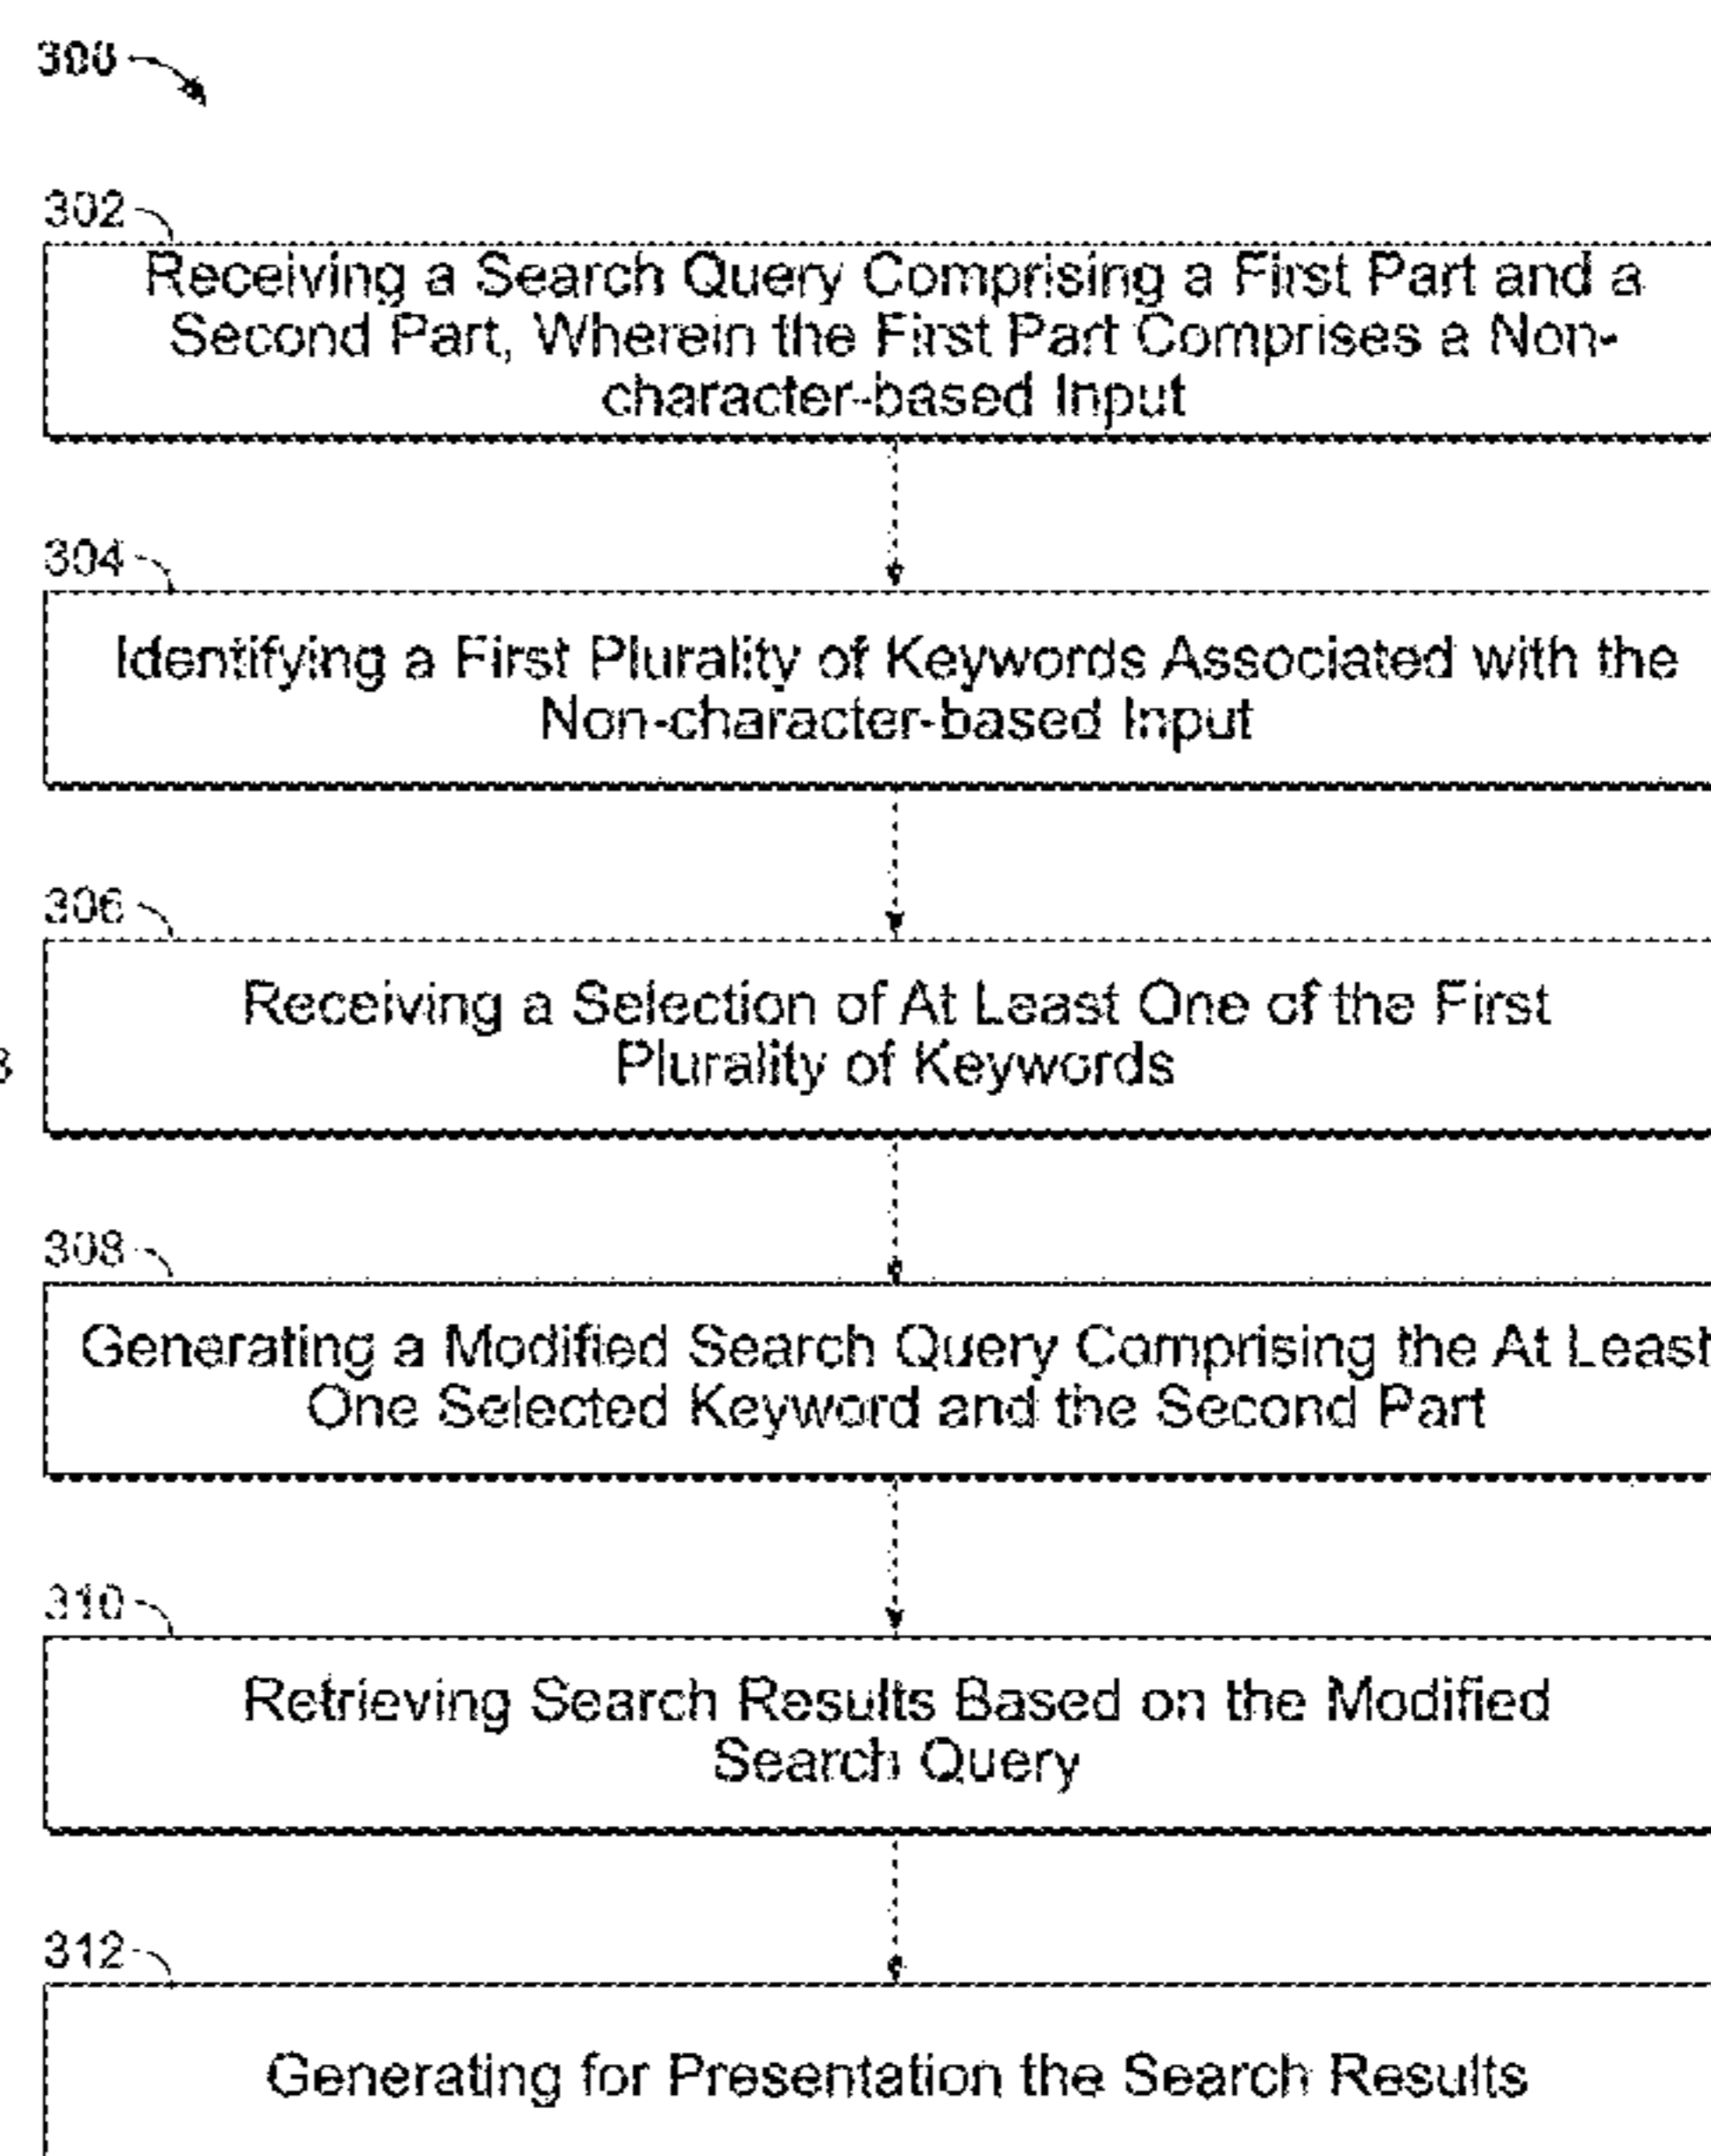 300
302
Receiving a Search Query Comprising a First Part and a
Second Part, Wherein the First Part Comprises a Non-
character-based Input
304
Identifying a First Plurality of Keywords Associated with the
Non-character-based Input
306
Receiving a Selection of At Least One of the First
Plurality of Keywords
308
Generating a Modified Search Query Comprising the At Least
One Selected Keyword and the Second Part
310
Retrieving Search Results Based on the Modified
Search Query
312
Generating for Presentation the Search Results